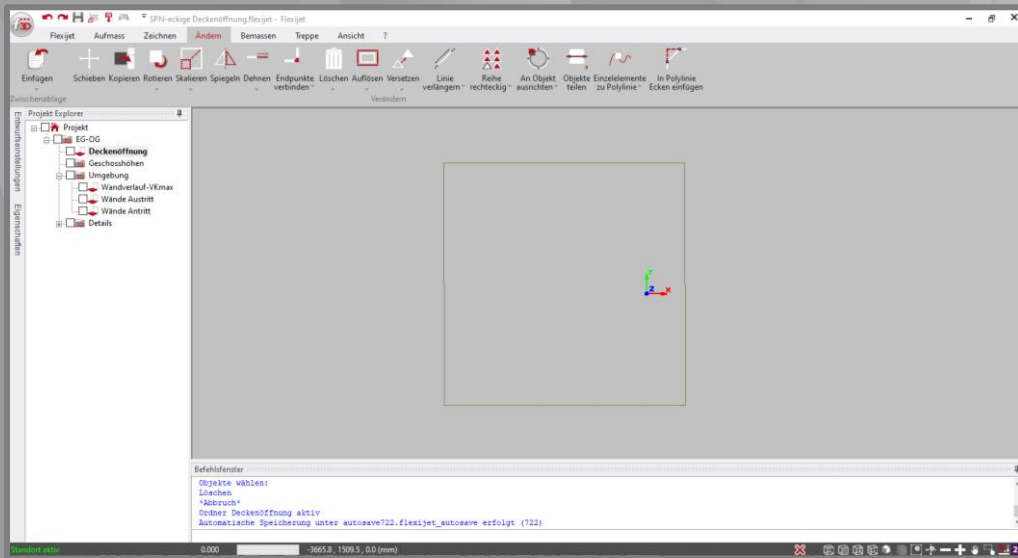 SPN-eckige Deckenöffnung.flexijet - Flexijet
Flexijet Aufmass Zeichnen Ändern Bemassen Treppe Ansicht ?
Einfügen Schieben Kopieren Rotieren Skalieren Spiegeln Dehnen Endpunkte verbinden Löschen Auflösen Versetzen Linie verlängern Reihe rechteckig An Objekt ausrichten Objekte teilen Einzelelemente zu Polylinie In Polylinie Ecken einfügen
Zwischenablage Verändern
Entwurfseinstellungen
Eigenschaften
Projekt Explorer
Projekt
EG-OG
Deckenöffnung
Geschosshöhen
Umgebung
Wandverlauf-VKmax
Wände Austritt
Wände Antritt
Details
Y
Z X
Befehlsfenster
Objekte wählen:
Löschen
*Abbruch*
Ordner Deckenöffnung aktiv
Automatische Speicherung unter autosave722.flexijet_autosave erfolgt (722)
Standort aktiv 0.000 -3665.8 , 1509.5 , 0.0 (mm)